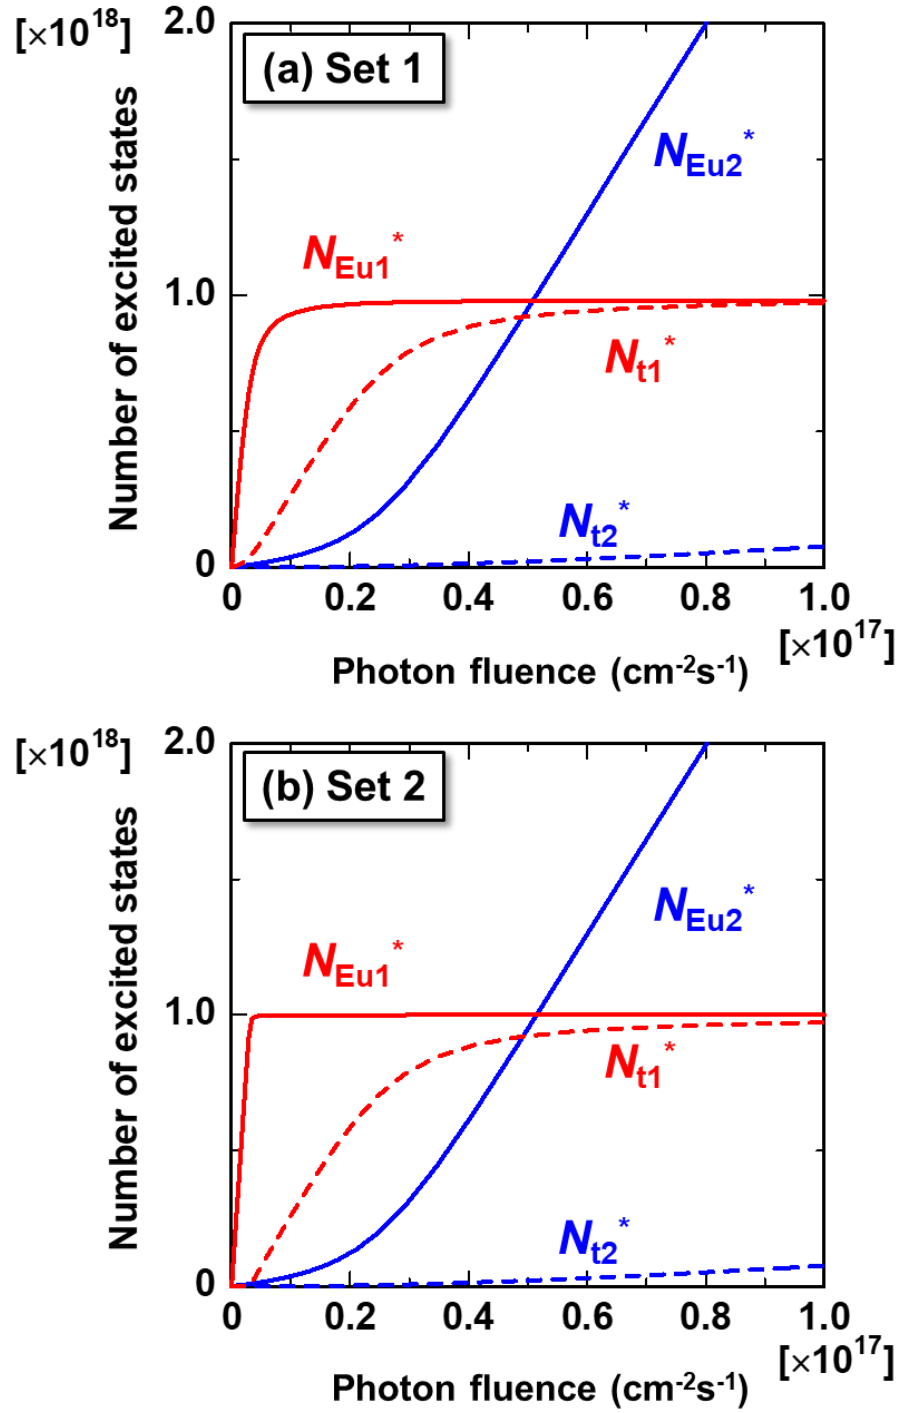 [×10¹⁸]
2.0
(a) Set 1
N_Eu2*
N_Eu1*
1.0
N_t1*
N_t2*
0
Number of excited states
0 0.2 0.4 0.6 0.8 1.0
[×10¹⁷]
Photon fluence (cm⁻²s⁻¹)
[×10¹⁸]
2.0
(b) Set 2
N_Eu2*
N_Eu1*
1.0
N_t1*
N_t2*
0
Number of excited states
0 0.2 0.4 0.6 0.8 1.0
[×10¹⁷]
Photon fluence (cm⁻²s⁻¹)